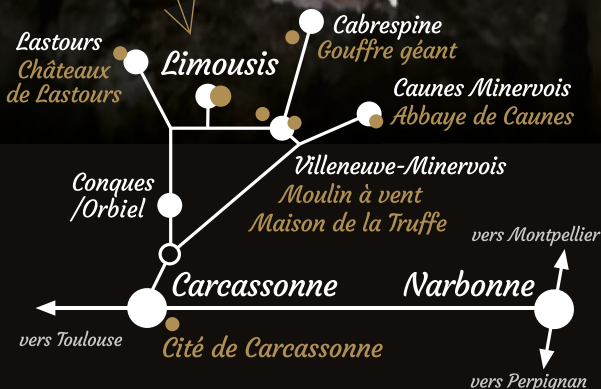 Cabrespine
Gouffre géant
Lastours
Châteaux
de Lastours
Limousis
Caunes Minervois
Abbaye de Caunes
Villeneuve-Minervois
Moulin à vent
Maison de la Truffe
Conques
/Orbiel
vers Montpellier
Carcassonne
Narbonne
vers Toulouse
Cité de Carcassonne
vers Perpignan